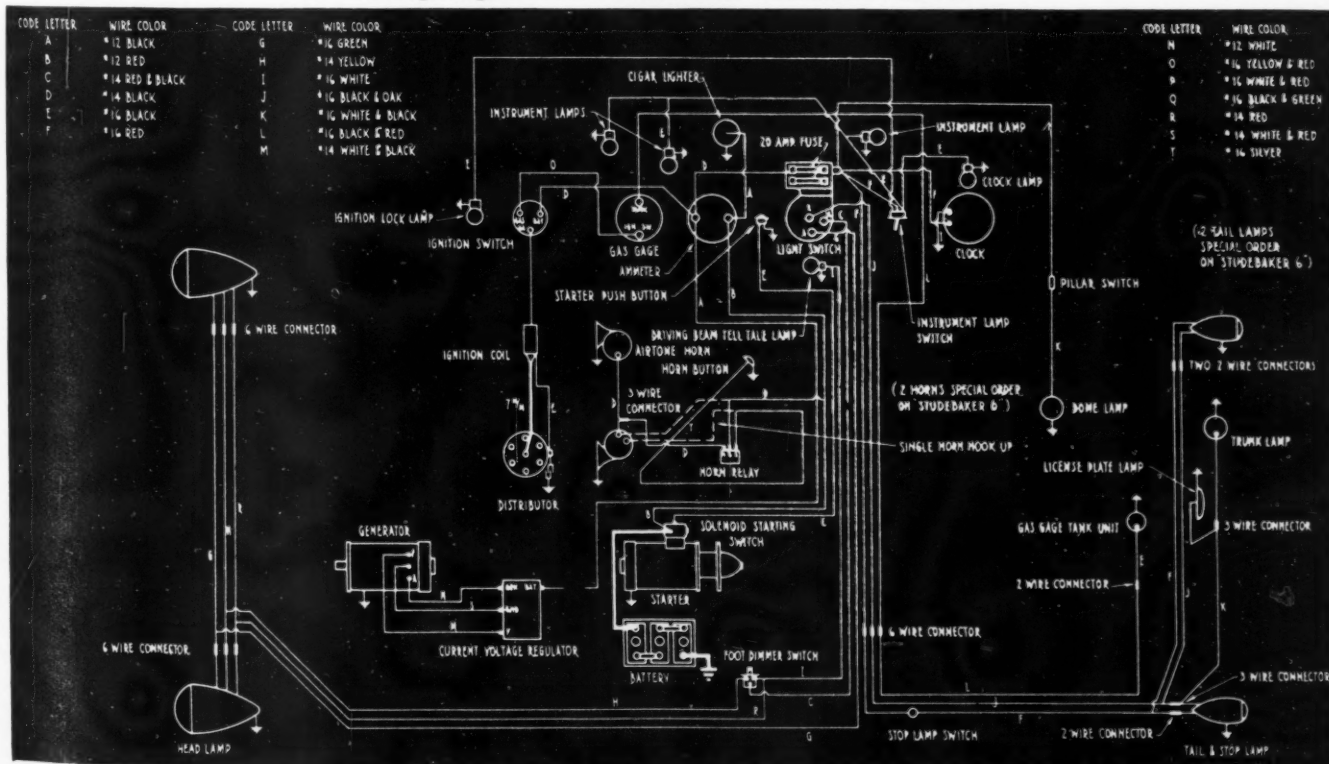 CODE LETTER WIRE COLOR CODE LETTER WIRE COLOR
A #12 BLACK G #16 GREEN
B #12 RED H #14 YELLOW
C #14 RED & BLACK I #16 WHITE
D #14 BLACK J #16 BLACK & OAK
E #16 BLACK K #16 WHITE & BLACK
F #16 RED L #16 BLACK & RED
M #14 WHITE & BLACK
CODE LETTER WIRE COLOR
N #12 WHITE
O #16 YELLOW & RED
P #16 WHITE & RED
Q #16 BLACK & GREEN
R #14 RED
S #14 WHITE & RED
T #16 SILVER
CIGAR LIGHTER
INSTRUMENT LAMPS
INSTRUMENT LAMP
20 AMP FUSE
CLOCK LAMP
IGNITION LOCK LAMP
IGNITION SWITCH
GAS GAGE
AMMETER
LIGHT SWITCH
CLOCK
(2 TAIL LAMPS
SPECIAL ORDER
ON "STUDEBAKER 6")
STARTER PUSH BUTTON
PILLAR SWITCH
6 WIRE CONNECTOR
DRIVING BEAM TELL TALE LAMP
INSTRUMENT LAMP
SWITCH
IGNITION COIL
AIRTONE HORN
HORN BUTTON
TWO 2 WIRE CONNECTORS
3 WIRE
CONNECTOR
(2 HORNS SPECIAL ORDER
ON "STUDEBAKER 6")
DOME LAMP
TRUNK LAMP
SINGLE HORN HOOK UP
HORN RELAY
LICENSE PLATE LAMP
DISTRIBUTOR
GENERATOR
SOLENOID STARTING
SWITCH
GAS GAGE TANK UNIT
3 WIRE CONNECTOR
2 WIRE CONNECTOR
STARTER
6 WIRE CONNECTOR
6 WIRE CONNECTOR
CURRENT VOLTAGE REGULATOR
FOOT DIMMER SWITCH
BATTERY
3 WIRE CONNECTOR
STOP LAMP SWITCH
2 WIRE CONNECTOR
HEAD LAMP
TAIL & STOP LAMP